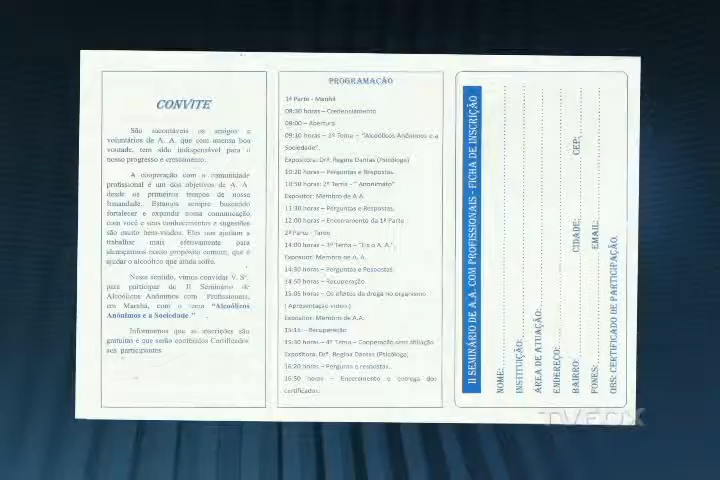 CONVITE
São incontáveis os amigos e
voluntários de A. A. que com imensa boa
vontade, tem sido indispensável para o
nosso progresso e crescimento.
A cooperação com a comunidade
profissional é um dos objetivos de A. A.
desde os primeiros tempos de nossa
Irmandade. Estamos sempre buscando
fortalecer e expandir nossa comunicação
com você e seus conhecimentos e sugestões
são muito bem-vindos. Eles nos ajudam a
trabalhar mais efetivamente para
alcançarmos nosso propósito comum, que é
ajudar o alcoólico que ainda sofre.
Nesse sentido, vimos convidar V. Sª.
para participar do II Seminário de
Alcoólicos Anônimos com Profissionais,
em Marabá, com o tema "Alcoólicos
Anônimos e a Sociedade."
Informamos que as inscrições são
gratuitas e que serão conferidos Certificados
aos participantes
PROGRAMAÇÃO
1ª Parte - Manhã
08:30 horas – Credenciamento
09:00 – Abertura
09:30 horas – 1º Tema – "Alcoólicos Anônimos e a
Sociedade".
Expositora: Drª. Regina Dantas (Psicóloga)
10:20 horas – Perguntas e Respostas.
10:50 horas: 2º Tema - "Anonimato"
Expositor: Membro de A.A.
11:30 horas – Perguntas e Respostas.
12:00 horas – Encerramento da 1ª Parte
2ª Parte - Tarde
14:00 horas – 3º Tema – "Eis o A. A."
Expositor: Membro de A. A.
14:30 horas – Perguntas e Respostas
14:50 horas – Recuperação
15:05 horas – Os efeitos da droga no organismo
( Apresentação vídeo )
Expositor: Membro de A.A.
15:15: – Recuperação
15:30 horas – 4º Tema – Cooperação sem afiliação
Expositora: Drª. Regina Dantas (Psicóloga)
16:20 horas – Pergunta e respostas.
16:50 horas – Encerramento e entrega dos
certificados.
II SEMINÁRIO DE A.A. COM PROFISSIONAIS - FICHA DE INSCRIÇÃO
NOME:
INSTITUIÇÃO:
AREA DE ATUAÇÃO:
ENDEREÇO:
BAIRRO: CIDADE: CEP:
FONES: EMAIL:
OBS: CERTIFICADO DE PARTICIPAÇÃO.
TV FOX